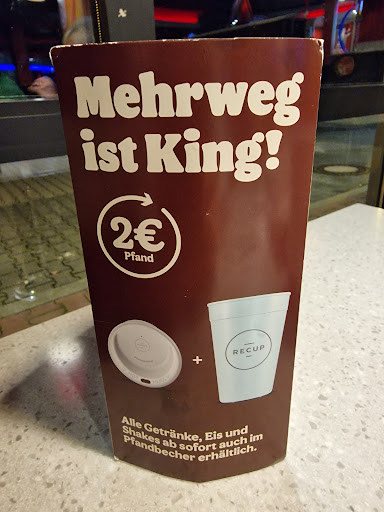 Mehrweg
ist King!
2€
Pfand
+
RECUP
Alle Getränke, Eis und
Shakes ab sofort auch im
Pfandbecher erhältlich.